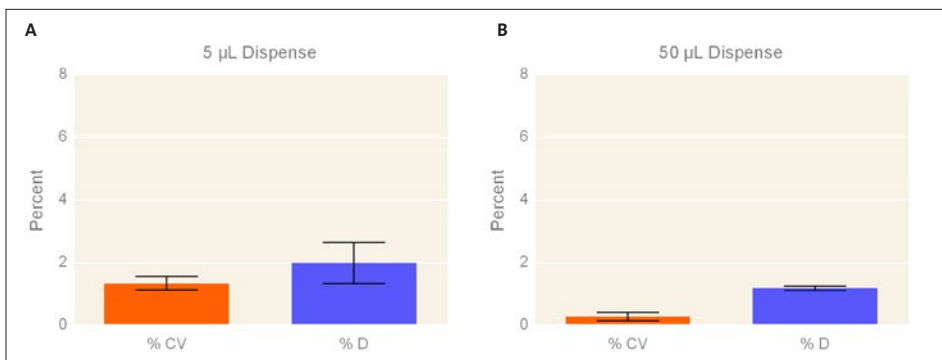 A
5 µL Dispense
8
6
4
2
0
Percent
% CV
% D
B
50 µL Dispense
8
6
4
2
0
Percent
% CV
% D